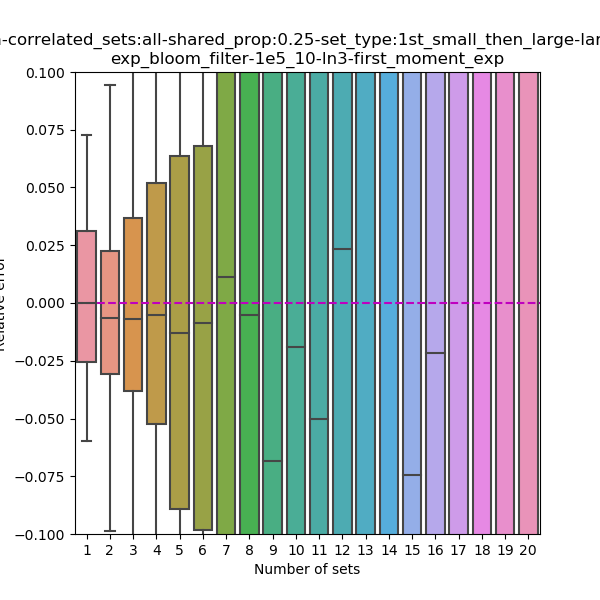 -correlated_sets:all-shared_prop:0.25-set_type:1st_small_then_large-lar
exp_bloom_filter-1e5_10-ln3-first_moment_exp
0.100
0.075
0.050
0.025
0.000
−0.025
−0.050
−0.075
−0.100
Relative error
1 2 3 4 5 6 7 8 9 10 11 12 13 14 15 16 17 18 19 20
Number of sets